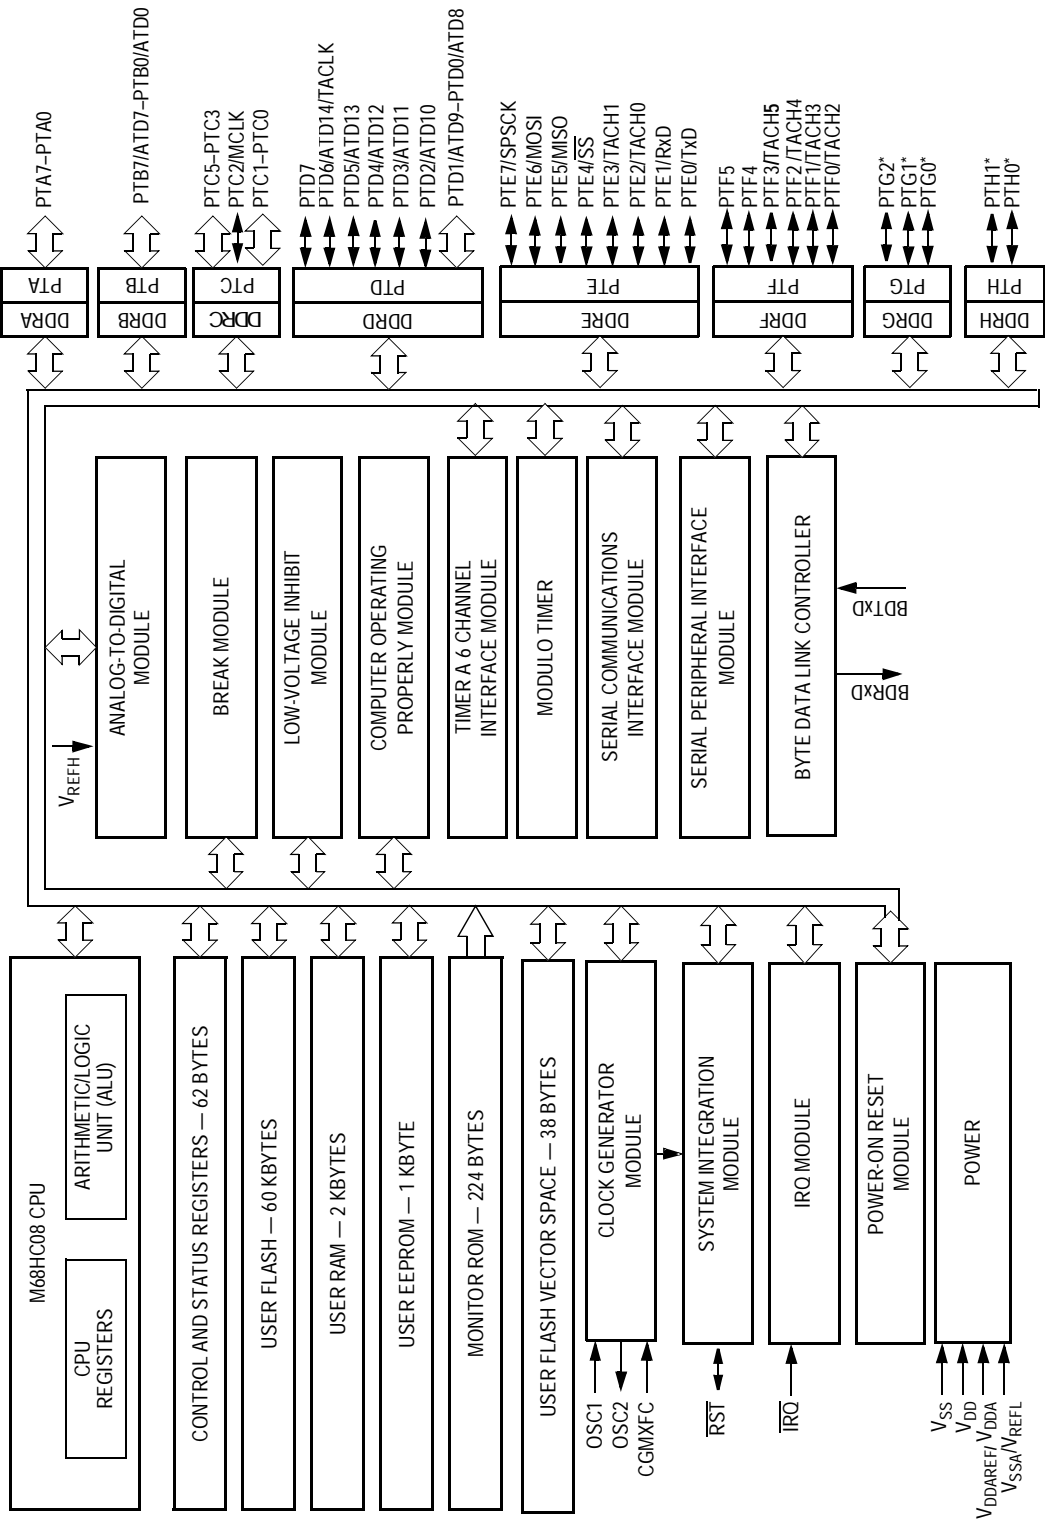 M68HC08 CPU
CPU
REGISTERS
ARITHMETIC/LOGIC
UNIT (ALU)
CONTROL AND STATUS REGISTERS — 62 BYTES
USER FLASH — 60 KBYTES
USER RAM — 2 KBYTES
USER EEPROM — 1 KBYTE
MONITOR ROM — 224 BYTES
USER FLASH VECTOR SPACE — 38 BYTES
OSC1
OSC2
CGMXFC
CLOCK GENERATOR
MODULE
RST
SYSTEM INTEGRATION
MODULE
IRQ
IRQ MODULE
POWER-ON RESET
MODULE
VSS
VDD
VDDAREF/ VDDA
VSSA/VREFL
POWER
VREFH
ANALOG-TO-DIGITAL
MODULE
BREAK MODULE
LOW-VOLTAGE INHIBIT
MODULE
COMPUTER OPERATING
PROPERLY MODULE
TIMER A 6 CHANNEL
INTERFACE MODULE
MODULO TIMER
SERIAL COMMUNICATIONS
INTERFACE MODULE
SERIAL PERIPHERAL INTERFACE
MODULE
BYTE DATA LINK CONTROLLER
BDRxD
BDTxD
DDRA
PTA
PTA7–PTA0
DDRB
PTB
PTB7/ATD7–PTB0/ATD0
DDRC
PTC
PTC5–PTC3
PTC2/MCLK
PTC1–PTC0
DDRD
PTD
PTD7
PTD6/ATD14/TACLK
PTD5/ATD13
PTD4/ATD12
PTD3/ATD11
PTD2/ATD10
PTD1/ATD9–PTD0/ATD8
DDRE
PTE
PTE7/SPSCK
PTE6/MOSI
PTE5/MISO
PTE4/SS
PTE3/TACH1
PTE2/TACH0
PTE1/RxD
PTE0/TxD
DDRF
PTF
PTF5
PTF4
PTF3/TACH5
PTF2 /TACH4
PTF1/TACH3
PTF0/TACH2
DDRG
PTG
PTG2*
PTG1*
PTG0*
DDRH
PTH
PTH1*
PTH0*